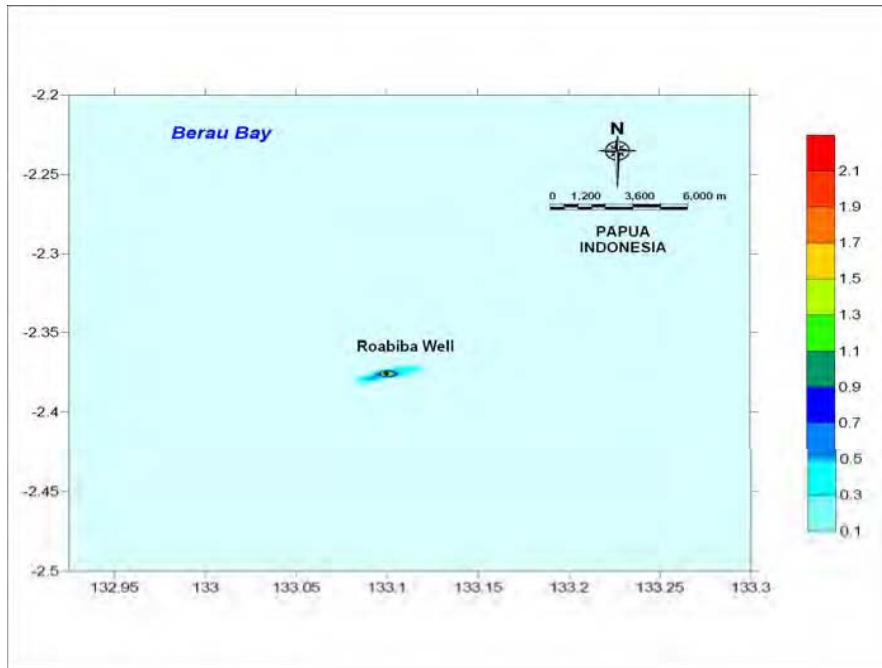 -2.2
Berau Bay
N
-2.25
0 1,200 3,600 6,000 m
PAPUA
INDONESIA
-2.3
-2.35
Roabiba Well
-2.4
-2.45
-2.5
132.95 133 133.05 133.1 133.15 133.2 133.25 133.3
2.1
1.9
1.7
1.5
1.3
1.1
0.9
0.7
0.5
0.3
0.1